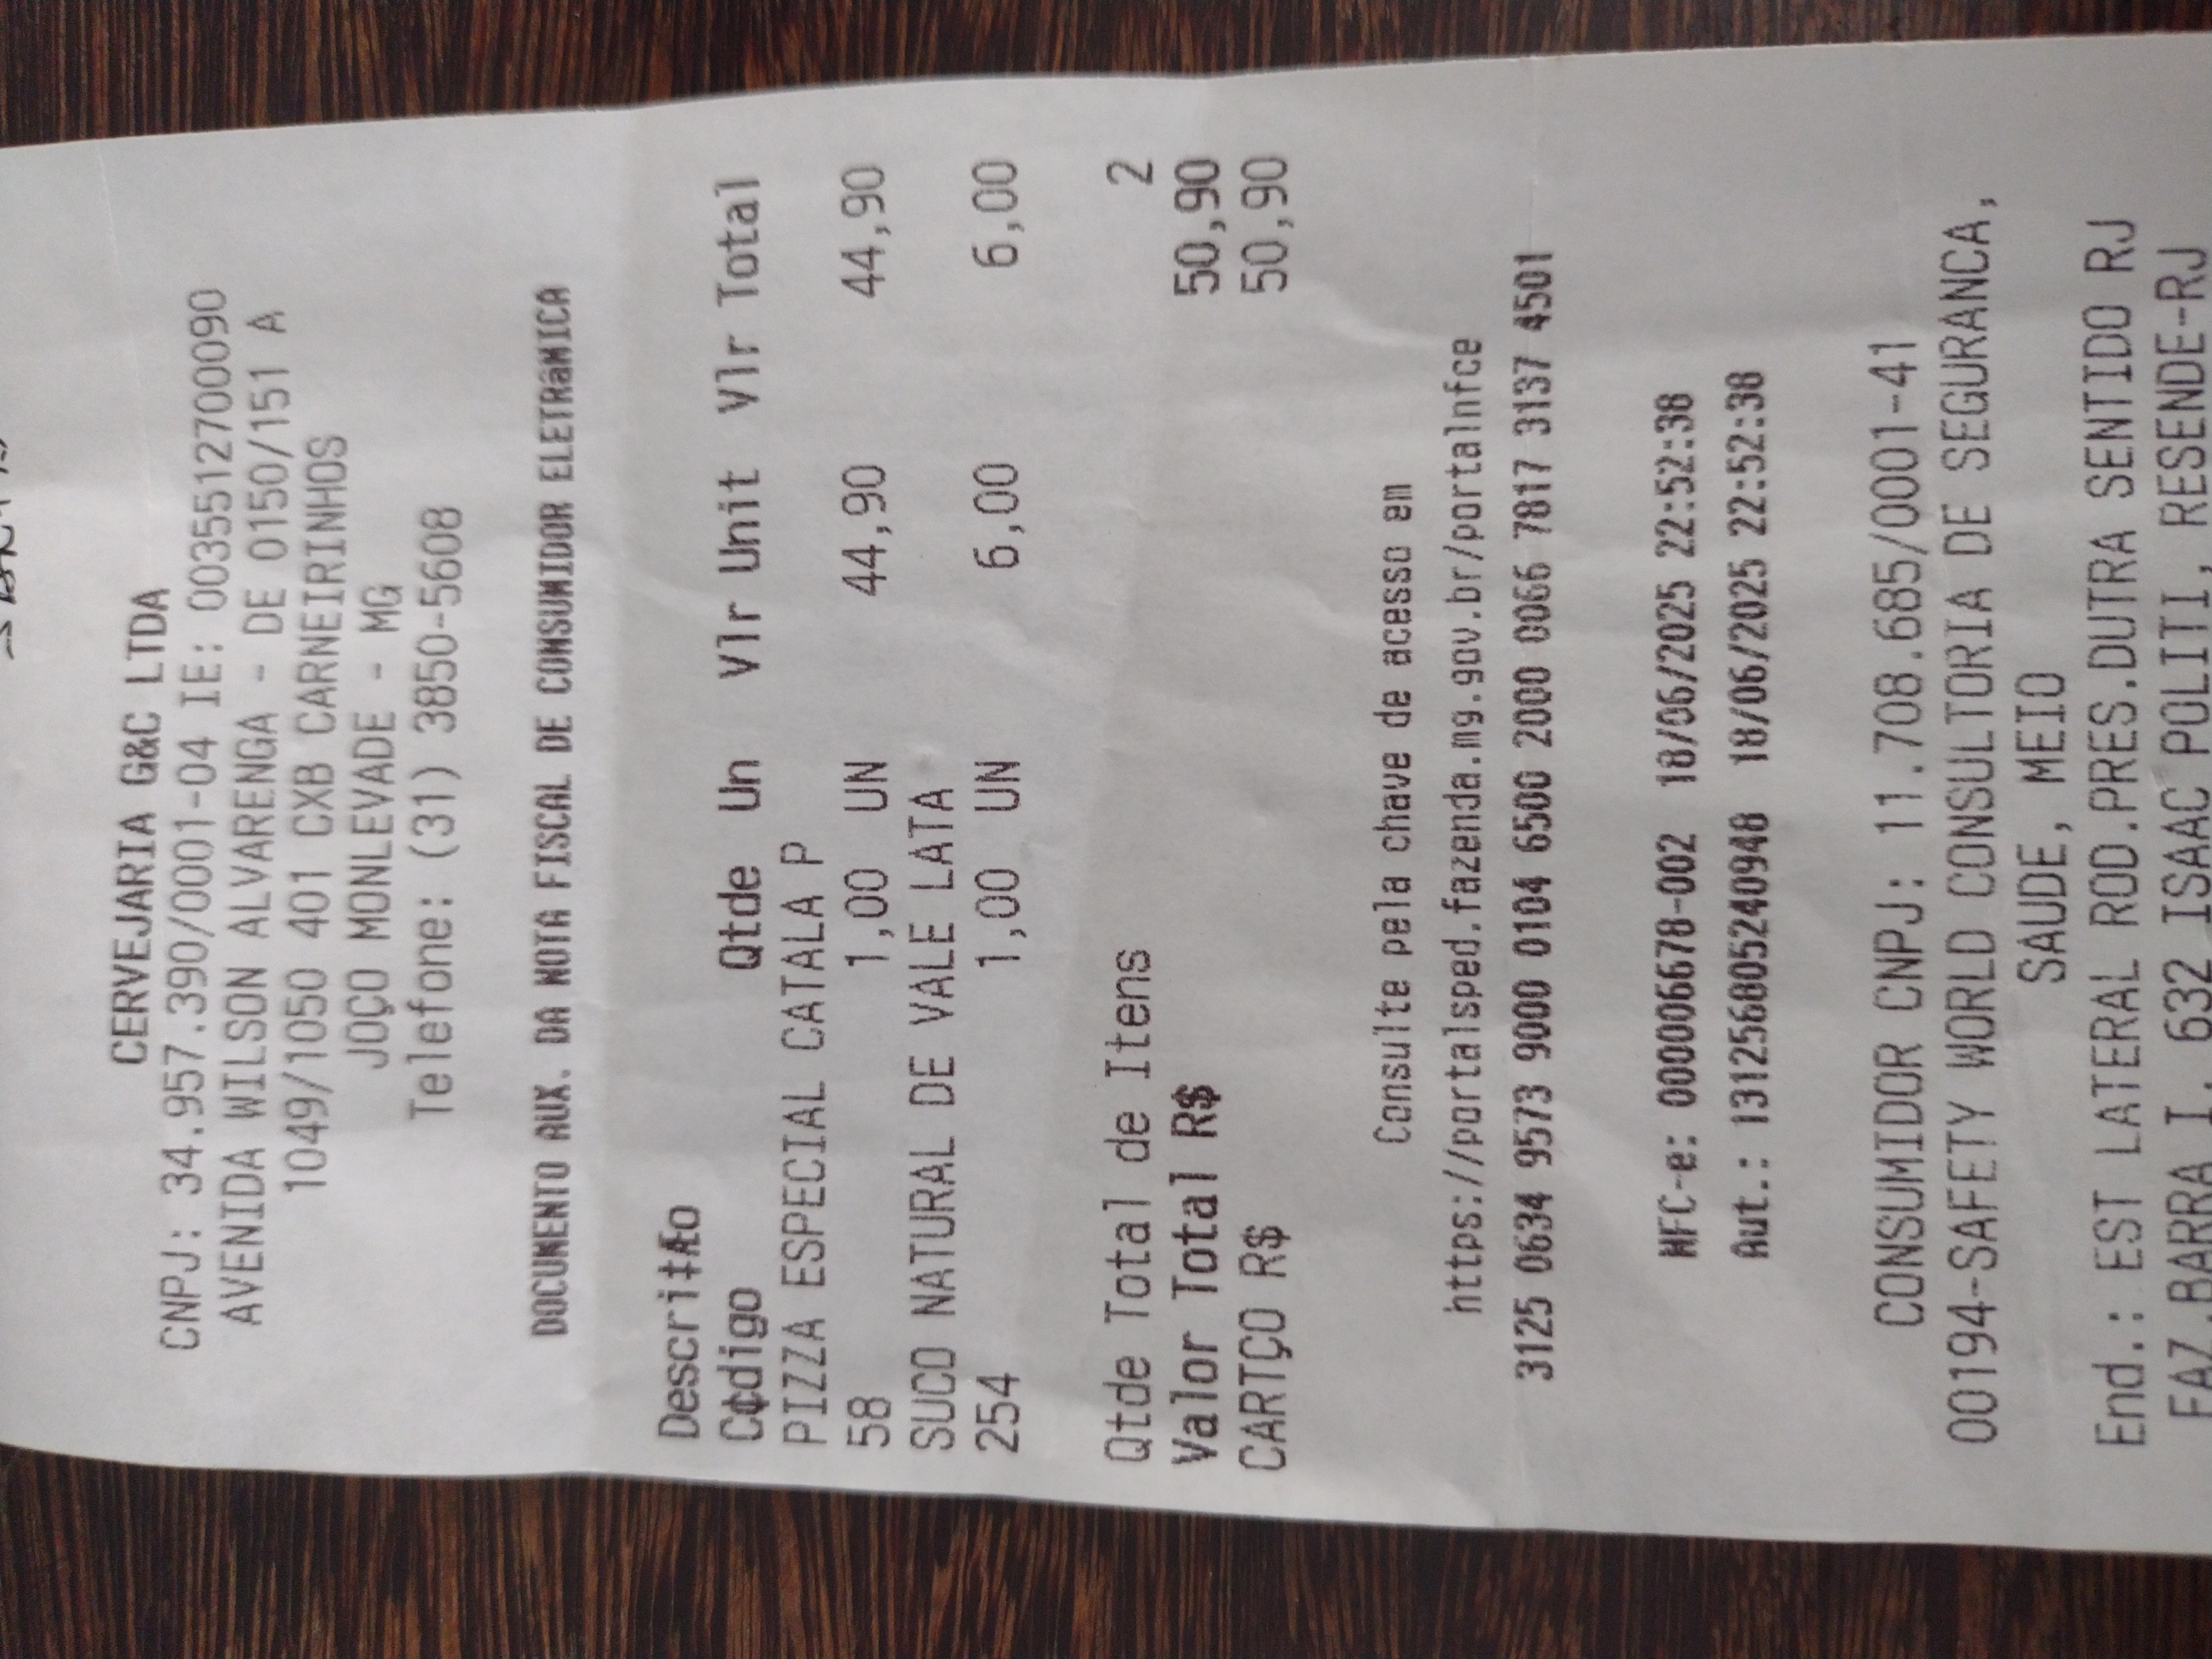 CERVEJARIA G&C LTDA
CNPJ: 34.957.390/0001-04 IE: 0035512700090
AVENIDA WILSON ALVARENGA - DE 0150/151 A
1049/1050 401 CXB CARNEIRINHOS
JOÇO MONLEVADE - MG
Telefone: (31) 3850-5608
DOCUMENTO AUX. DA NOTA FISCAL DE CONSUMIDOR ELETRâNICA
Descri‡Æo
C¢digo Qtde Un Vlr Unit Vlr Total
PIZZA ESPECIAL CATALA P
58 1,00 UN 44,90 44,90
SUCO NATURAL DE VALE LATA
254 1,00 UN 6,00 6,00
Qtde Total de Itens 2
Valor Total R$ 50,90
CARTÇO R$ 50,90
Consulte pela chave de acesso em
https://portalsped.fazenda.mg.gov.br/portalnfce
3125 0634 9573 9000 0104 6500 2000 0066 7817 3137 4501
NFC-e: 000006678-002 18/06/2025 22:52:38
Aut.: 131256805240948 18/06/2025 22:52:38
CONSUMIDOR CNPJ: 11.708.685/0001-41
00194-SAFETY WORLD CONSULTORIA DE SEGURANCA,
SAUDE, MEIO
End.: EST LATERAL ROD.PRES.DUTRA SENTIDO RJ
FAZ.BARRA I, 632 ISAAC POLITI, RESENDE-RJ